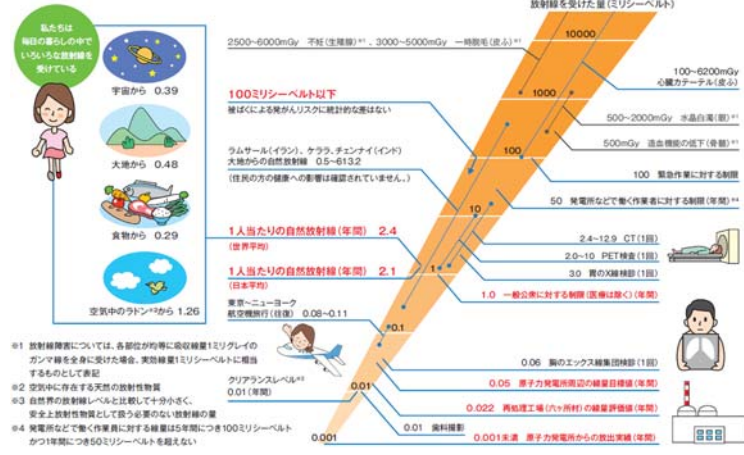 放射線を受けた量(ミリシーベルト)
私たちは
毎日の暮らしの中で
いろいろな放射線を
受けている
宇宙から 0.39
大地から 0.48
食物から 0.29
空気中のラドン※2から 1.26
2500~6000mGy 不妊(生殖腺)※1、3000~5000mGy 一時脱毛(皮ふ)※1
100ミリシーベルト以下
被ばくによる発がんリスクに統計的な差はない
ラムサール(イラン)、ケララ、チェンナイ(インド)
大地からの自然放射線 0.5~613.2
(住民の方の健康への影響は確認されていません。)
1人当たりの自然放射線(年間) 2.4
(世界平均)
1人当たりの自然放射線(年間) 2.1
(日本平均)
東京~ニューヨーク
航空機旅行(往復) 0.08~0.11
クリアランスレベル※3
0.01(年間)
10000
1000
100
10
1
0.1
0.01
0.001
100~6200mGy
心臓カテーテル(皮ふ)
500~2000mGy 水晶白濁(眼)※1
500mGy 造血機能の低下(骨髄)※1
100 緊急作業に対する制限
50 発電所などで働く作業者に対する制限(年間)※4
2.4~12.9 CT(1回)
2.0~10 PET検査(1回)
3.0 胃のX線検診(1回)
1.0 一般公衆に対する制限(医療は除く)(年間)
0.06 胸のエックス線集団検診(1回)
0.05 原子力発電所周辺の線量目標値(年間)
0.022 再処理工場(六ヶ所村)の線量評価値(年間)
0.01 歯科撮影
0.001未満 原子力発電所からの放出実績(年間)
※1 放射線障害については、各部位が均等に吸収線量1ミリグレイの
ガンマ線を全身に受けた場合、実効線量1ミリシーベルトに相当
するものとして表記
※2 空気中に存在する天然の放射性物質
※3 自然界の放射線レベルと比較して十分小さく、
安全上放射性物質として扱う必要のない放射線の量
※4 発電所などで働く作業員に対する線量は5年間につき100ミリシーベルト
かつ1年間につき50ミリシーベルトを超えない